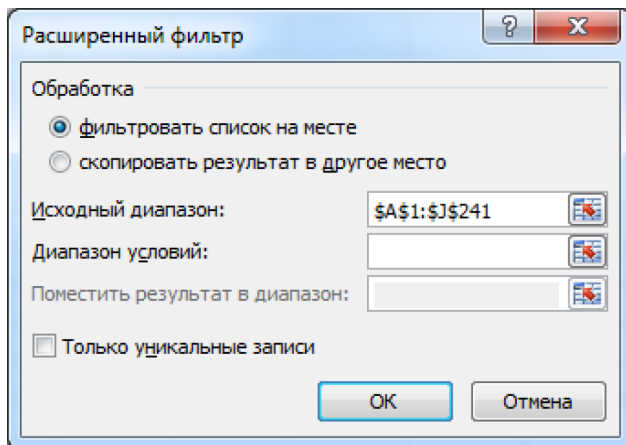 Расширенный фильтр
Обработка
фильтровать список на месте
скопировать результат в другое место
Исходный диапазон: $A$1:$J$241
Диапазон условий:
Поместить результат в диапазон:
Только уникальные записи
ОК Отмена